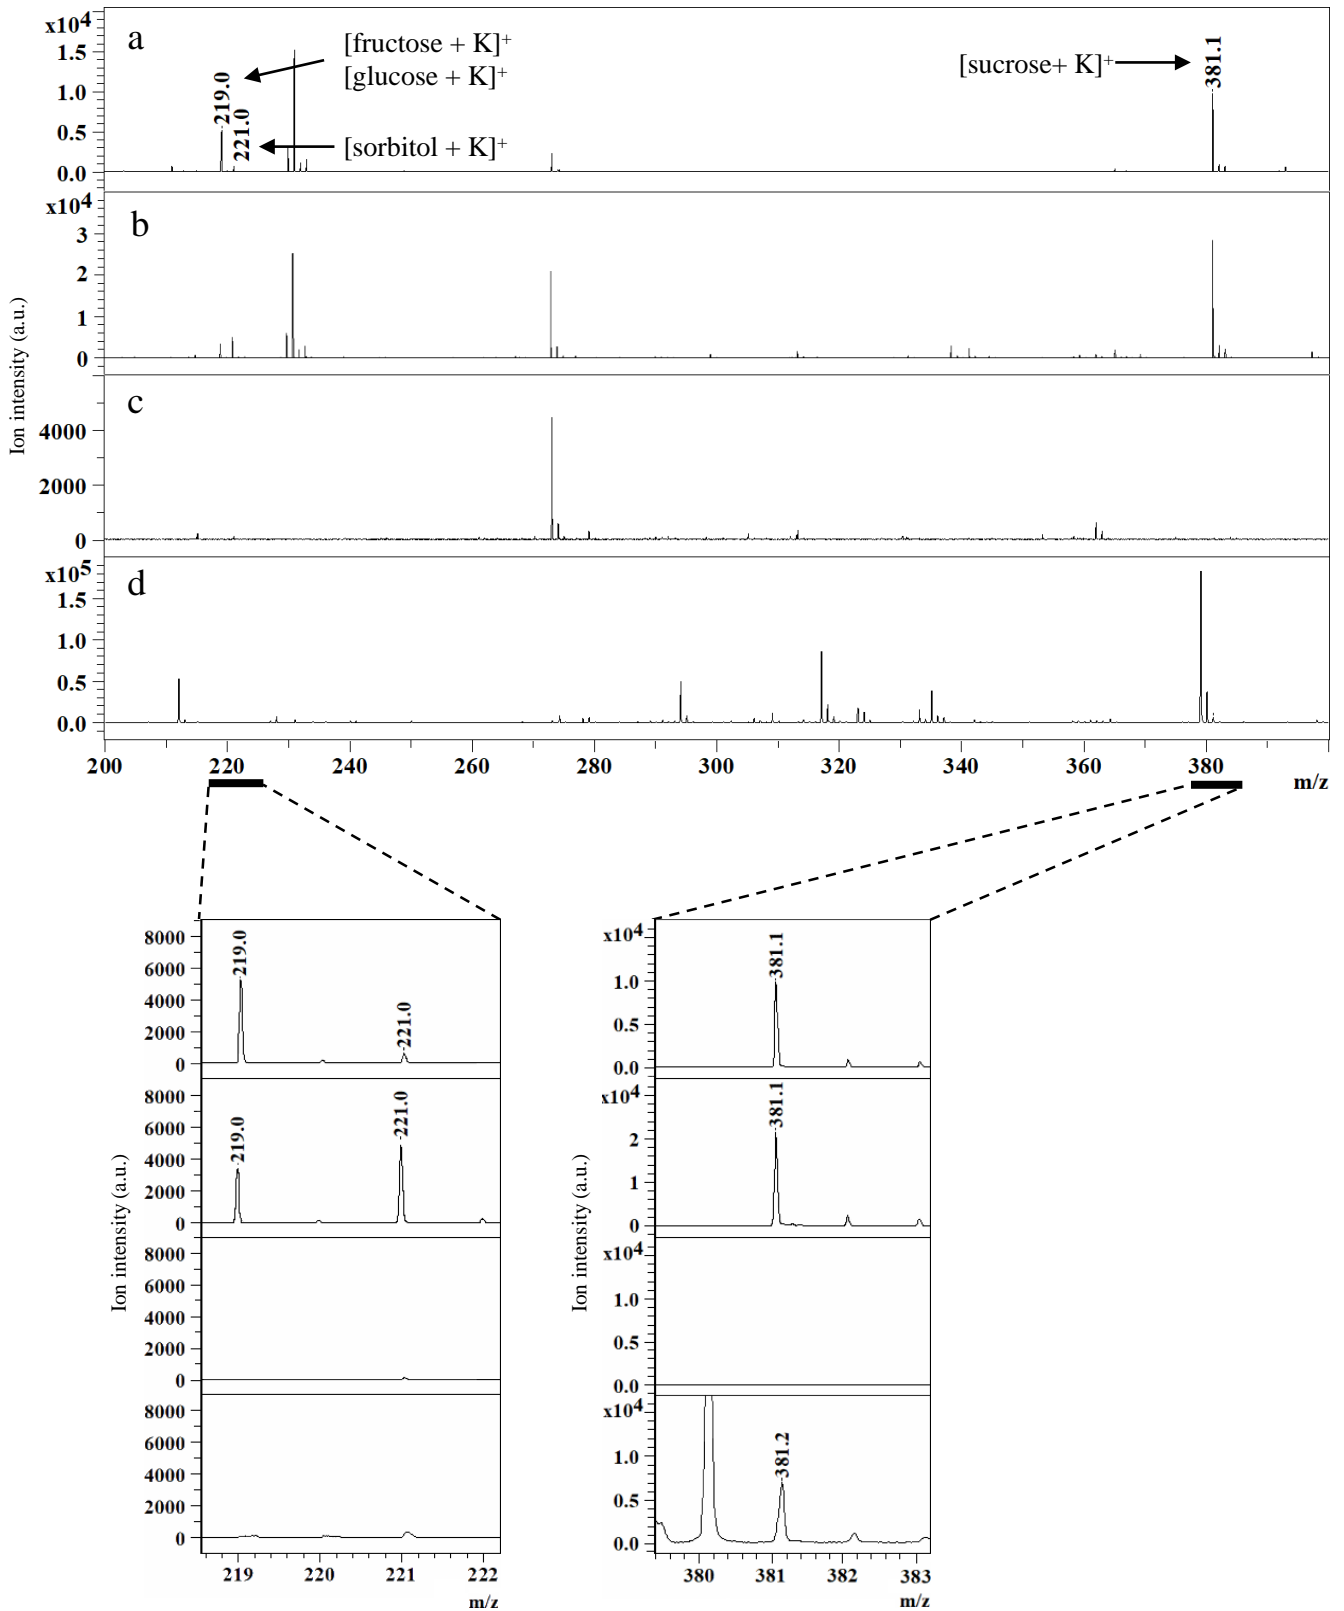 x10⁴
a
1.5
1.0
0.5
0.0
219.0
221.0
[fructose + K]⁺
[glucose + K]⁺
[sorbitol + K]⁺
[sucrose+ K]⁺
381.1
x10⁴
b
3
2
1
0
Ion intensity (a.u.)
c
4000
2000
0
x10⁵
d
1.5
1.0
0.5
0.0
200 220 240 260 280 300 320 340 360 380
m/z
8000
6000
4000
2000
0
219.0
221.0
8000
6000
4000
2000
0
219.0
221.0
Ion intensity (a.u.)
8000
6000
4000
2000
0
8000
6000
4000
2000
0
219 220 221 222
m/z
x10⁴
1.0
0.5
0.0
381.1
x10⁴
2
1
0
381.1
Ion intensity (a.u.)
x10⁴
1.0
0.5
0.0
x10⁴
1.0
0.5
0.0
381.2
380 381 382 383
m/z